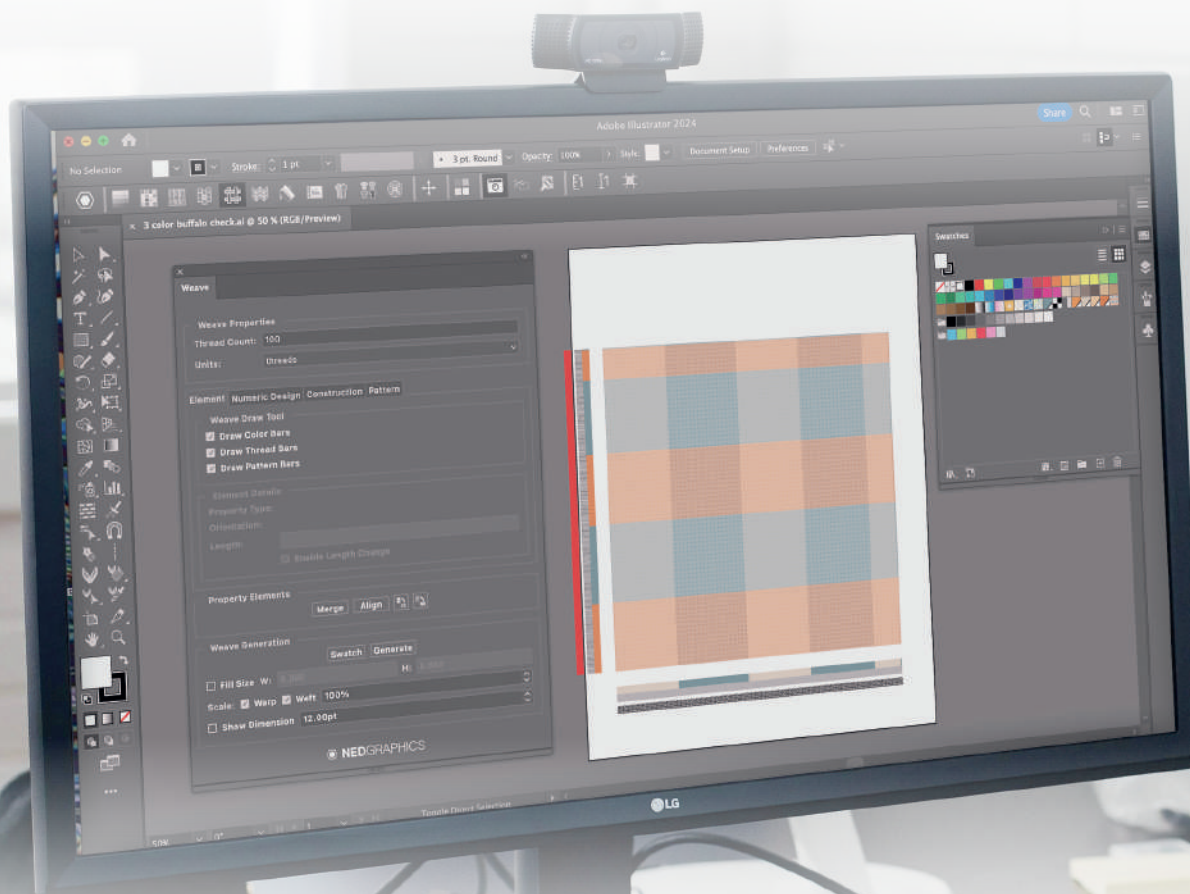 Adobe Illustrator 2024
Share
No Selection
Stroke: 1 pt
3 pt. Round
Opacity: 100%
Style:
Document Setup
Preferences
× 3 color buffalo check.ai @ 50 % (RGB/Preview)
Swatches
Weave
Weave Properties
Thread Count: 100
Units: threads
Element Numeric Design Construction Pattern
Weave Draw Tool
Draw Color Bars
Draw Thread Bars
Draw Pattern Bars
Element Details
Property Type:
Orientation:
Length:
Enable Length Change
Property Elements
Merge Align
Weave Generation
Swatch Generate
Fill Size W: H:
Scale: Warp Weft 100%
Show Dimension 12.00pt
NEDGRAPHICS
50% 0° 1 Toggle Direct Selection
LG